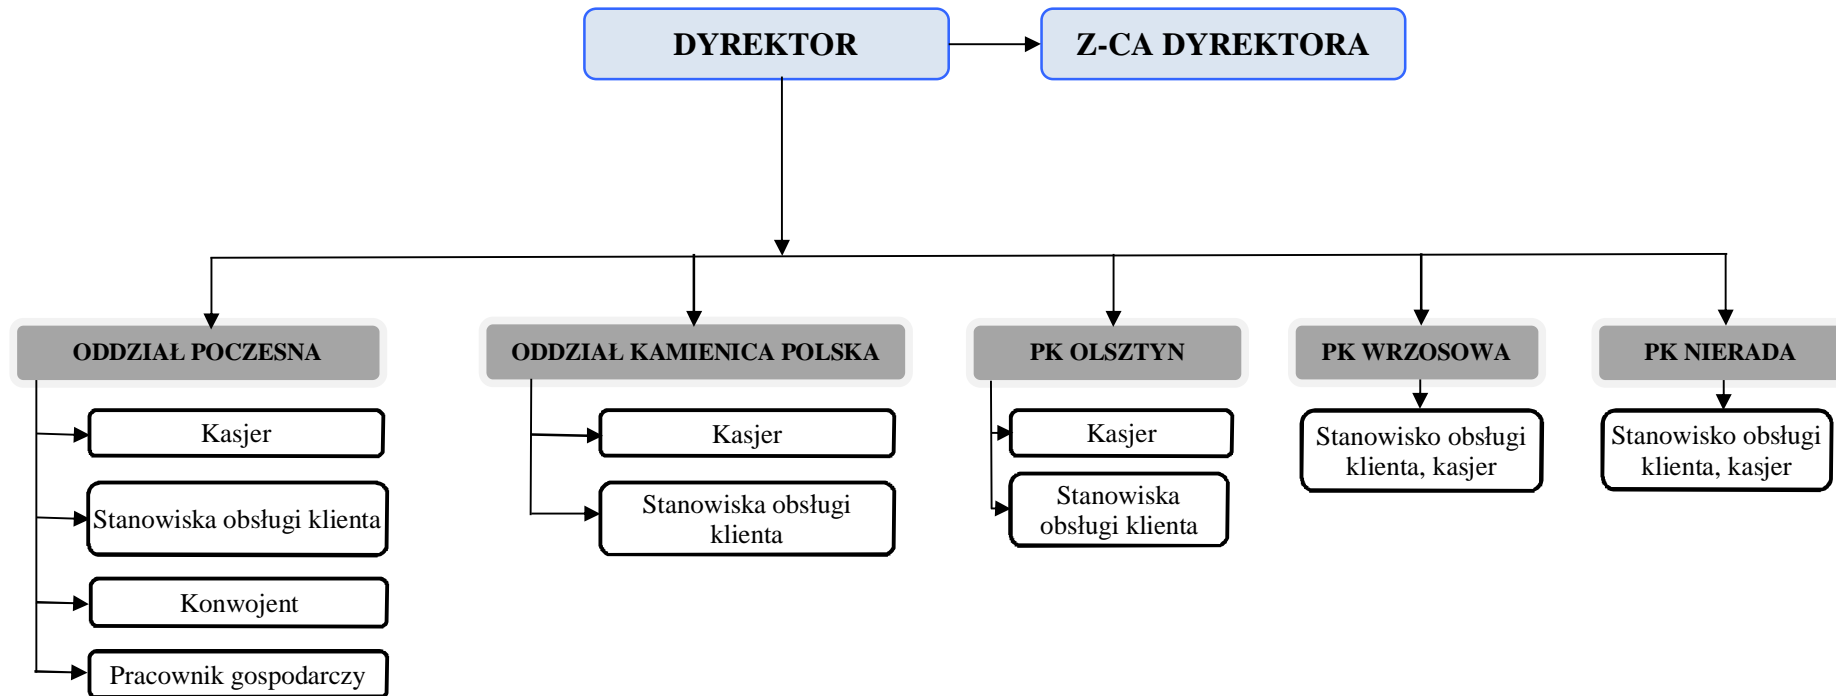 DYREKTOR
Z-CA DYREKTORA
ODDZIAŁ POCZESNA
ODDZIAŁ KAMIENICA POLSKA
PK OLSZTYN
PK WRZOSOWA
PK NIERADA
Kasjer
Stanowiska obsługi klienta
Konwojent
Pracownik gospodarczy
Kasjer
Stanowiska obsługi
klienta
Kasjer
Stanowiska
obsługi klienta
Stanowisko obsługi
klienta, kasjer
Stanowisko obsługi
klienta, kasjer